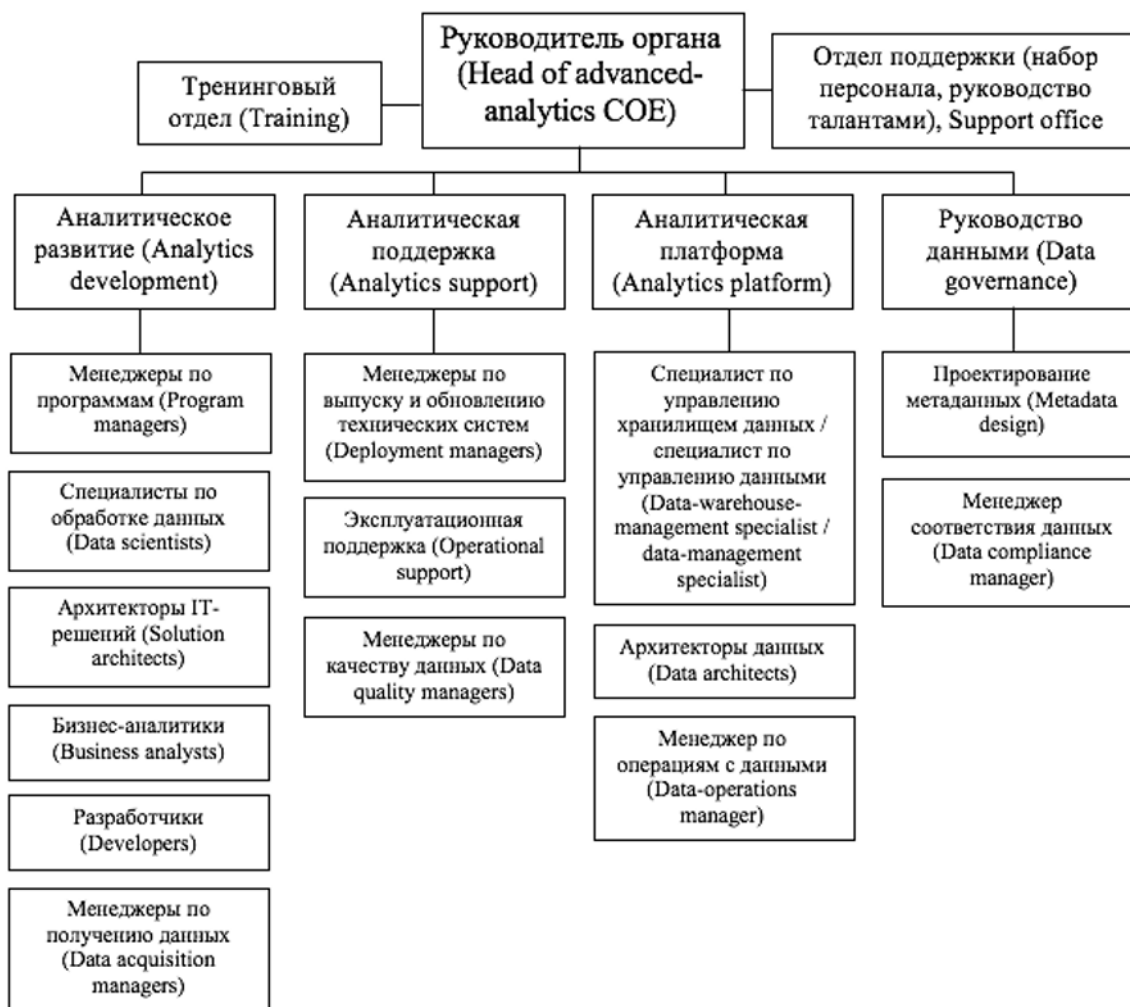 Руководитель органа
(Head of advanced-
analytics COE)
Тренинговый
отдел (Training)
Отдел поддержки (набор
персонала, руководство
талантами), Support office
Аналитическое
развитие (Analytics
development)
Аналитическая
поддержка
(Analytics support)
Аналитическая
платформа
(Analytics platform)
Руководство
данными (Data
governance)
Менеджеры по
программам (Program
managers)
Специалисты по
обработке данных
(Data scientists)
Архитекторы IT-
решений (Solution
architects)
Бизнес-аналитики
(Business analysts)
Разработчики
(Developers)
Менеджеры по
получению данных
(Data acquisition
managers)
Менеджеры по
выпуску и обновлению
технических систем
(Deployment managers)
Эксплуатационная
поддержка (Operational
support)
Менеджеры по
качеству данных (Data
quality managers)
Специалист по
управлению
хранилищем данных /
специалист по
управлению данными
(Data-warehouse-
management specialist /
data-management
specialist)
Архитекторы данных
(Data architects)
Менеджер по
операциям с данными
(Data-operations
manager)
Проектирование
метаданных (Metadata
design)
Менеджер
соответствия данных
(Data compliance
manager)